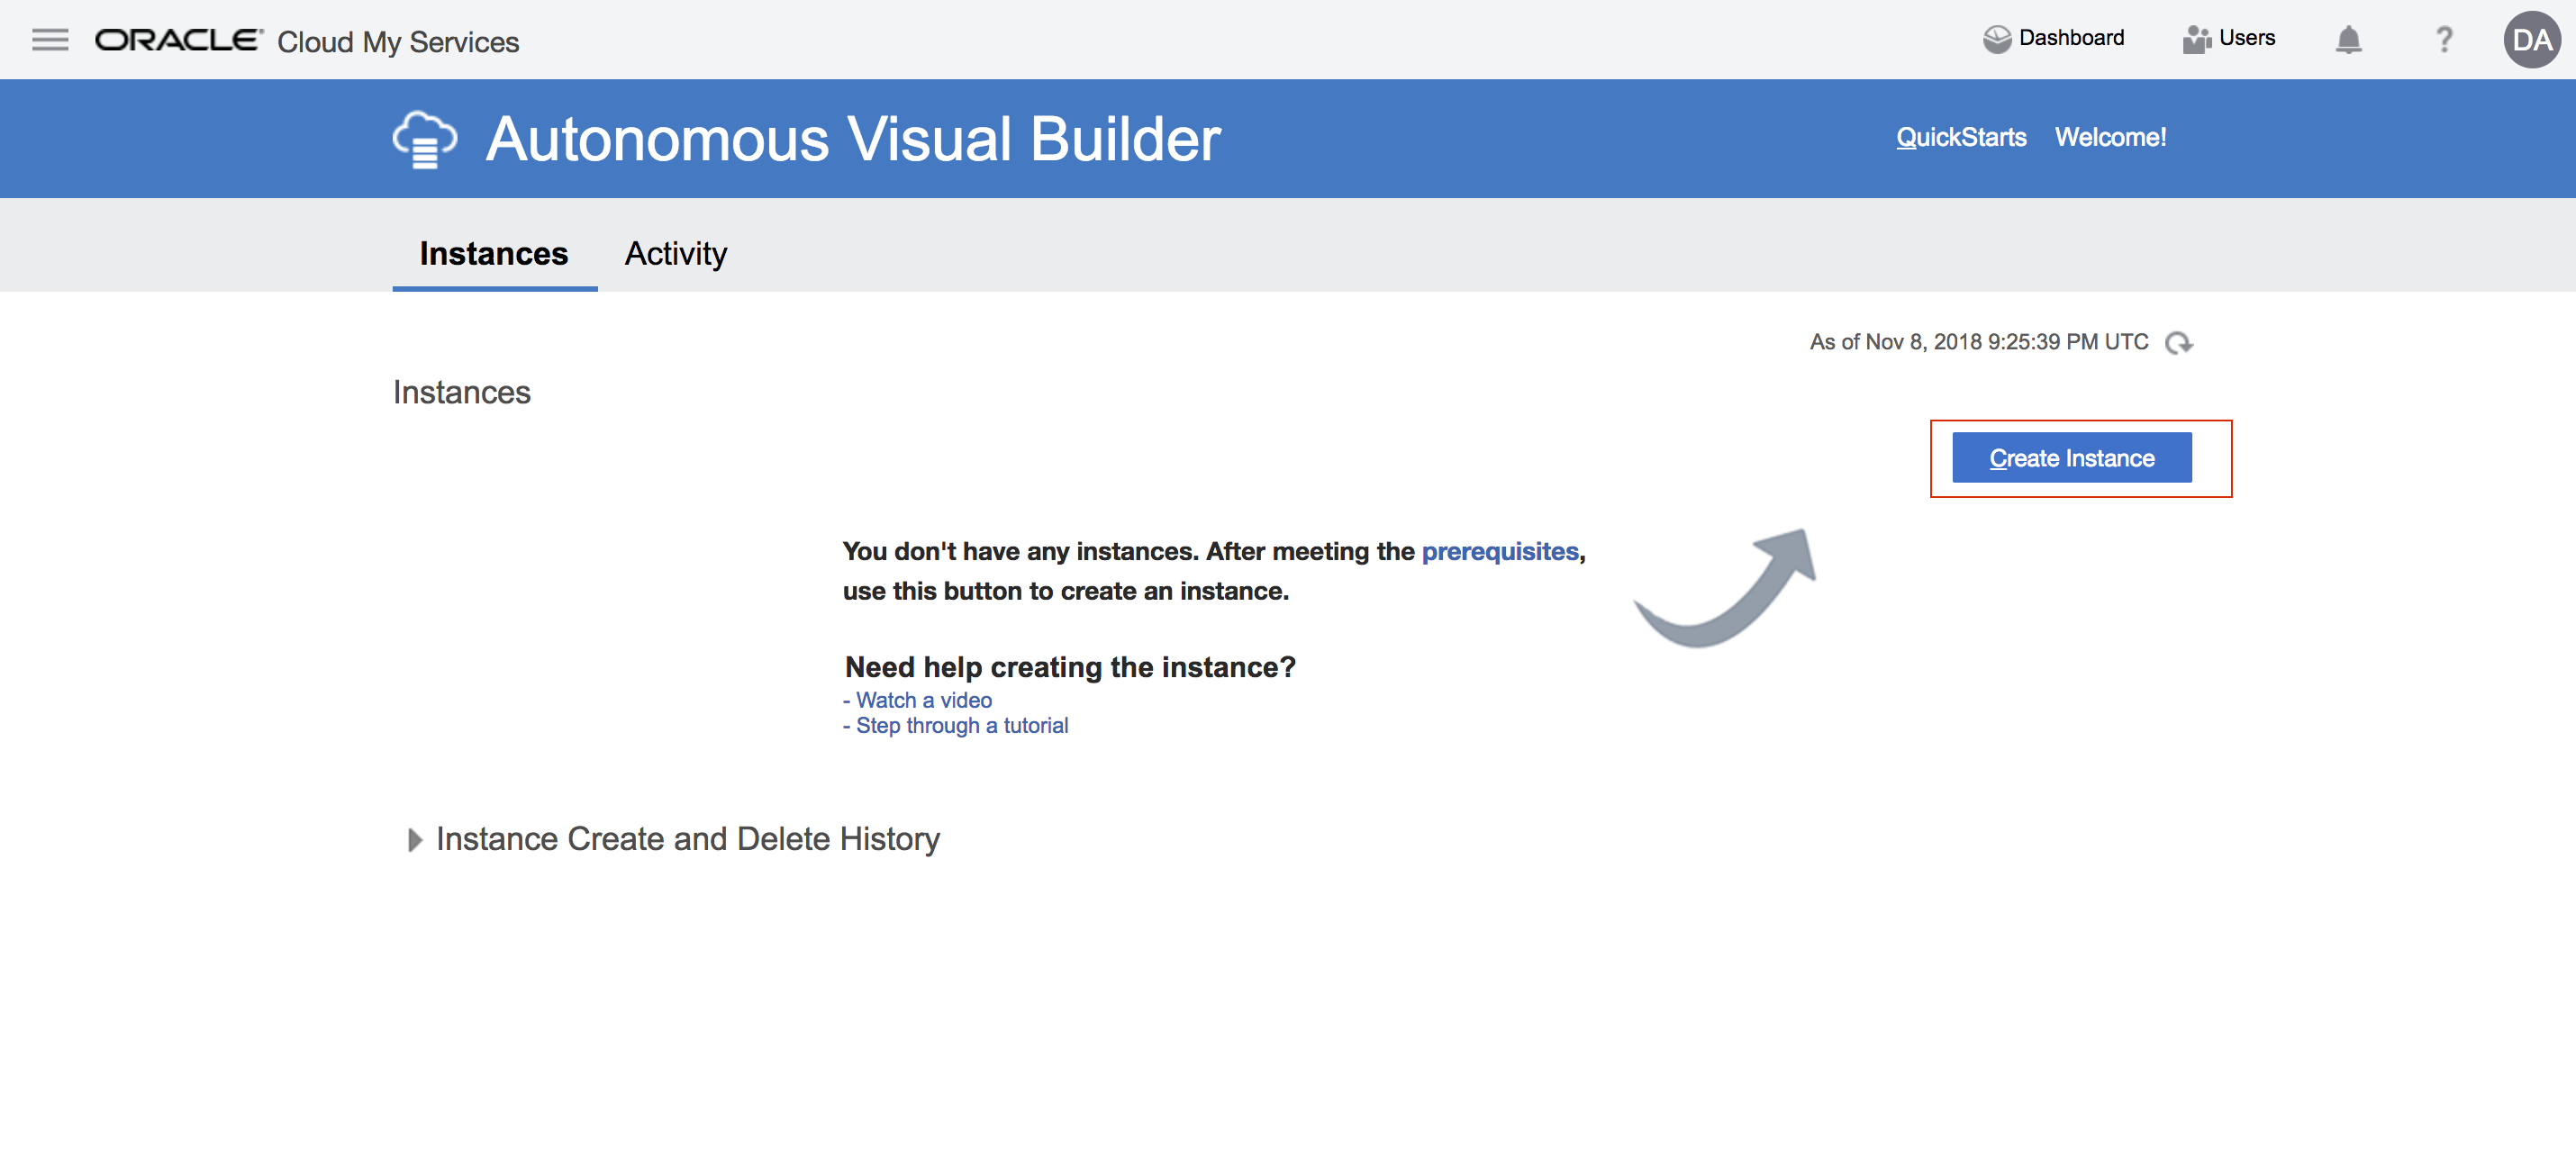 ORACLE® Cloud My Services
Dashboard
Users
?
DA
Autonomous Visual Builder
QuickStarts
Welcome!
Instances
Activity
As of Nov 8, 2018 9:25:39 PM UTC
Instances
Create Instance
You don't have any instances. After meeting the prerequisites,
use this button to create an instance.
Need help creating the instance?
- Watch a video
- Step through a tutorial
Instance Create and Delete History